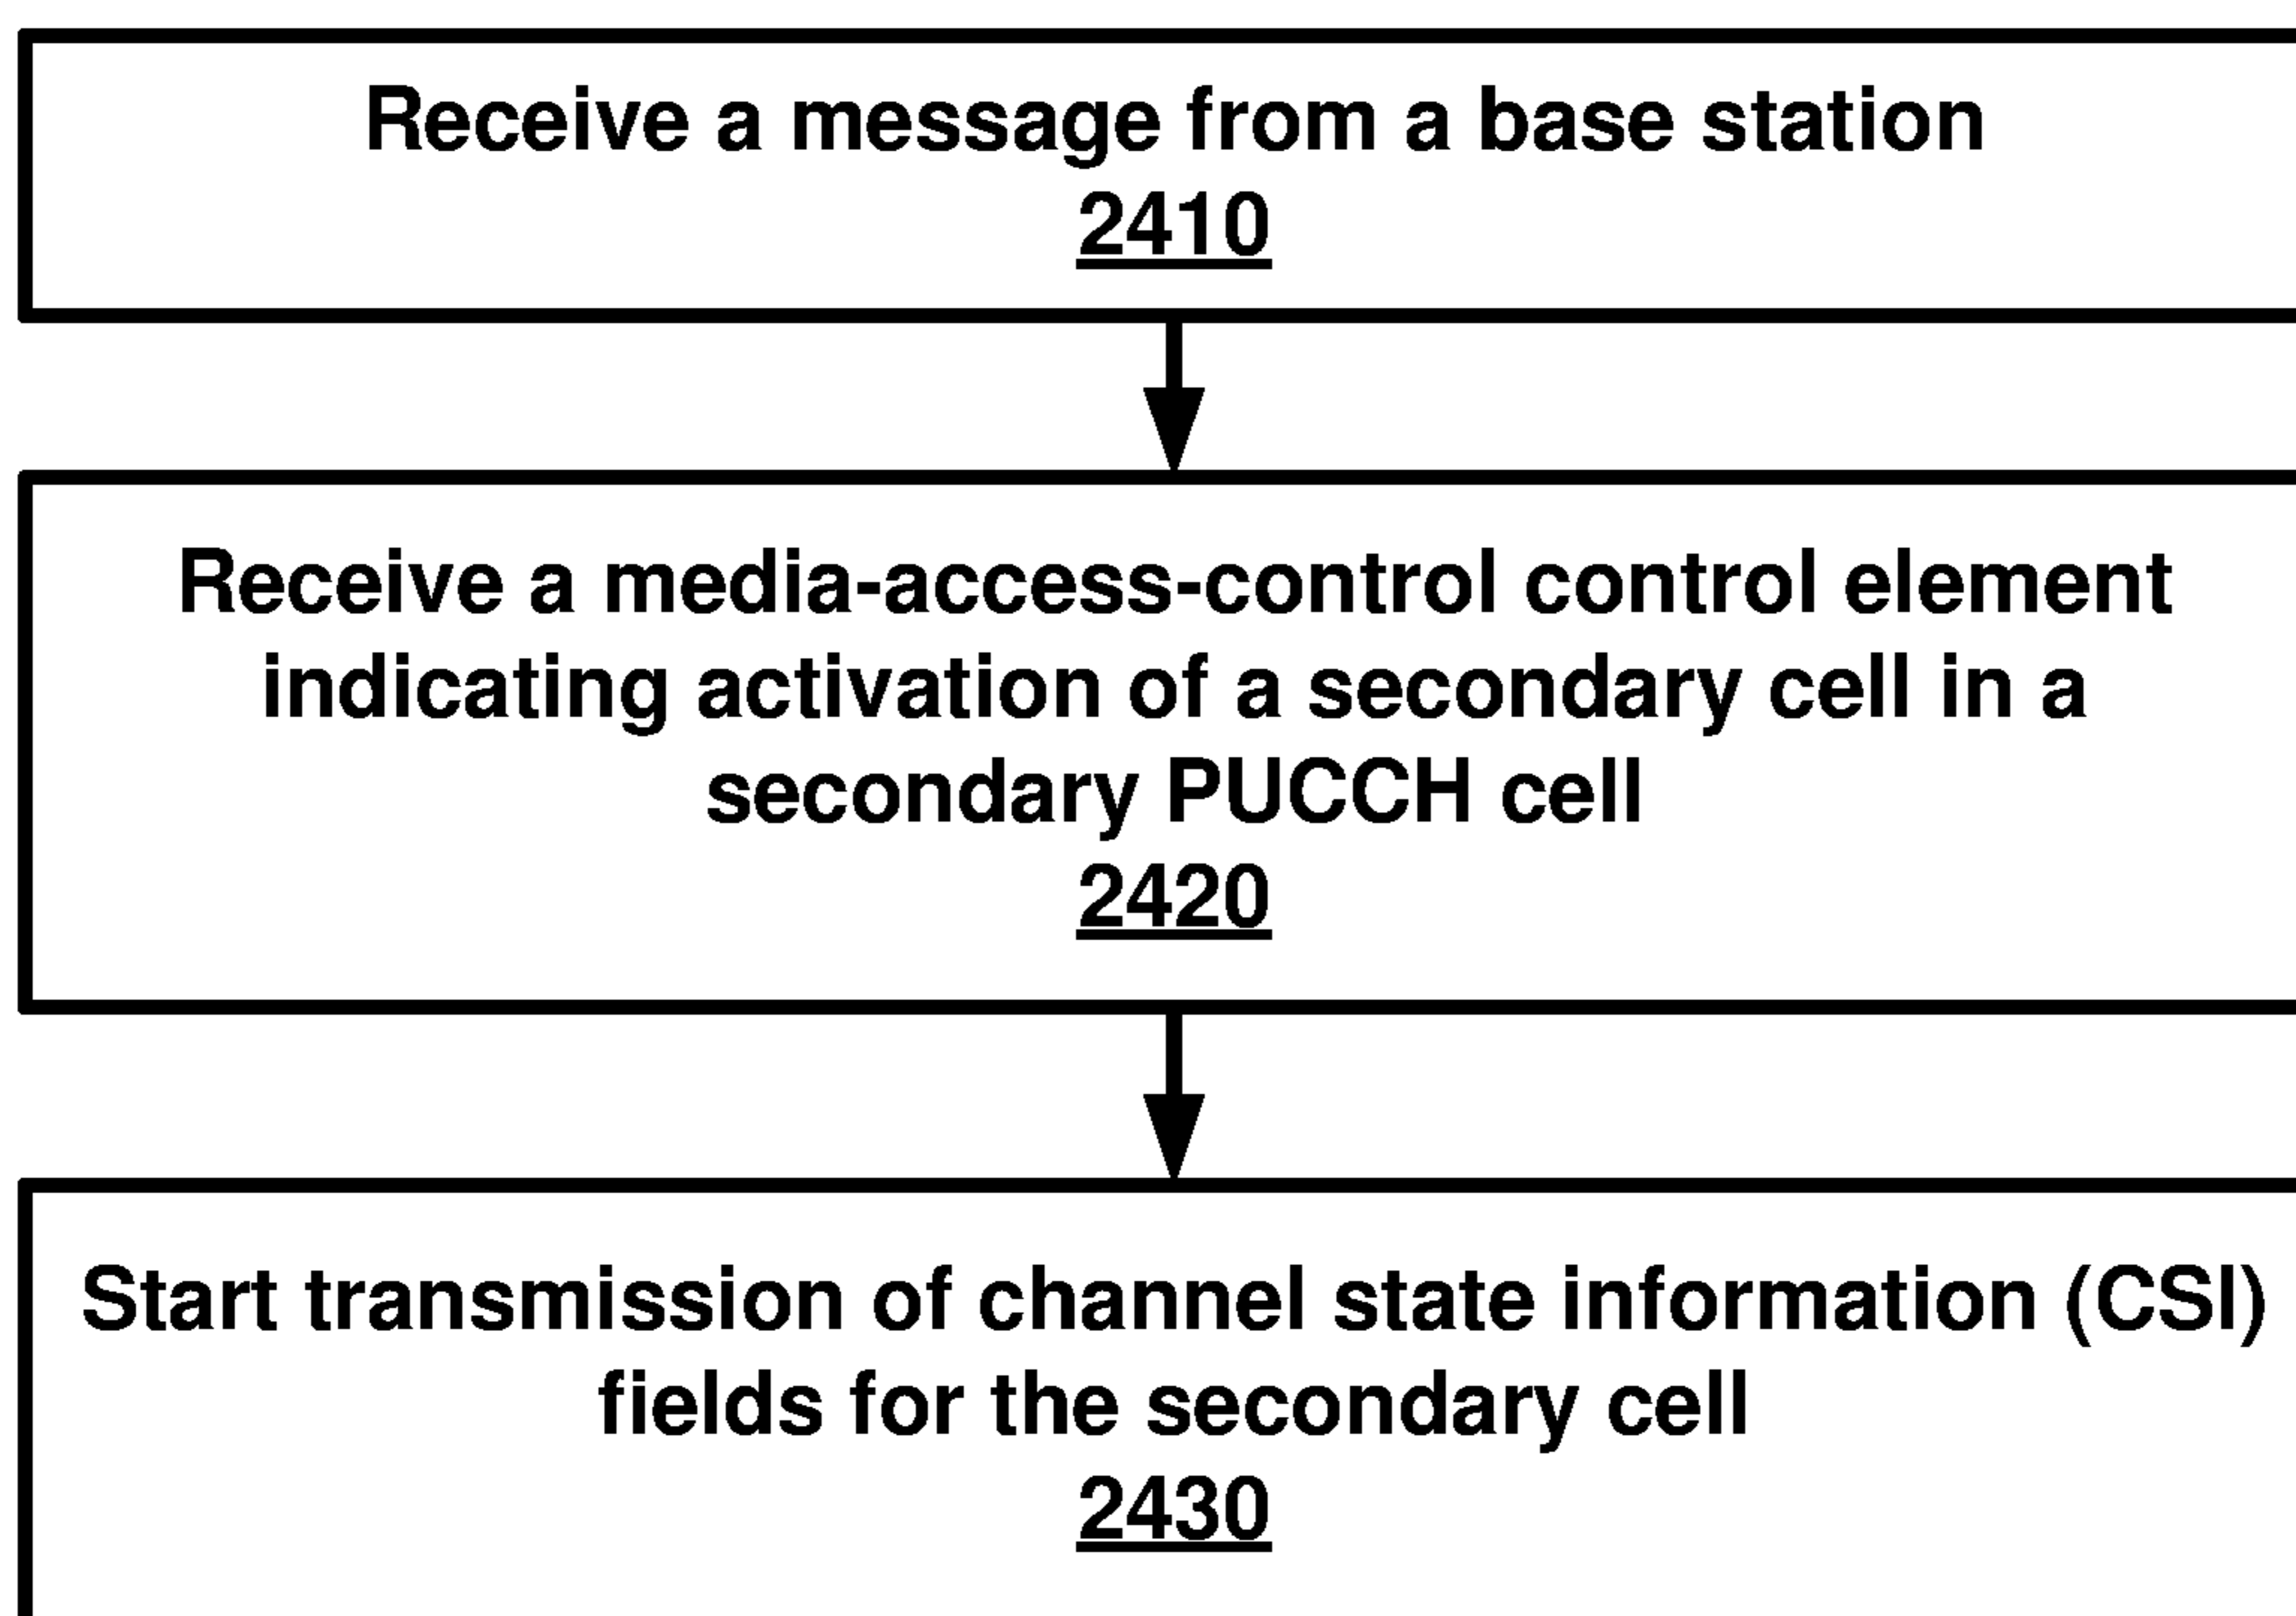 Receive a message from a base station
2410
Receive a media-access-control control element
indicating activation of a secondary cell in a
secondary PUCCH cell
2420
Start transmission of channel state information (CSI)
fields for the secondary cell
2430